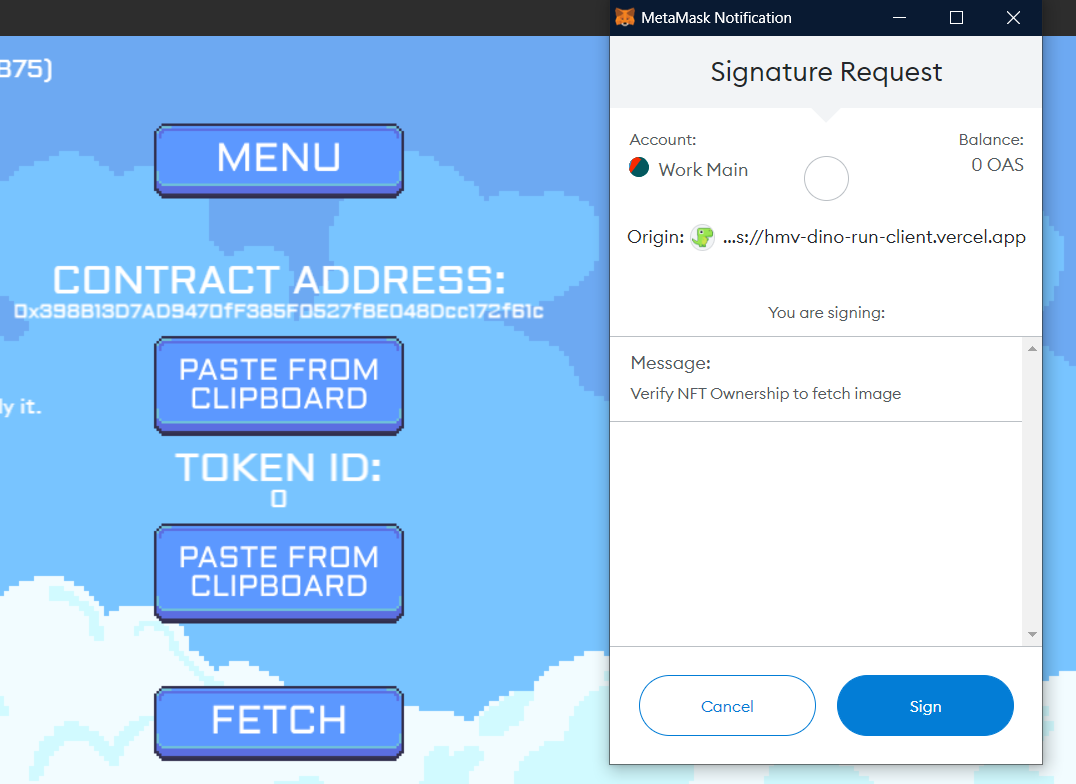 875)
MENU
CONTRACT ADDRESS:
0x398B13D7AD9470fF385F0527fBE048Dcc172f61c
PASTE FROM
CLIPBOARD
ly it.
TOKEN ID:
0
PASTE FROM
CLIPBOARD
FETCH
MetaMask Notification
Signature Request
Account:
Balance:
Work Main
0 OAS
Origin: ...s://hmv-dino-run-client.vercel.app
You are signing:
Message:
Verify NFT Ownership to fetch image
Cancel
Sign